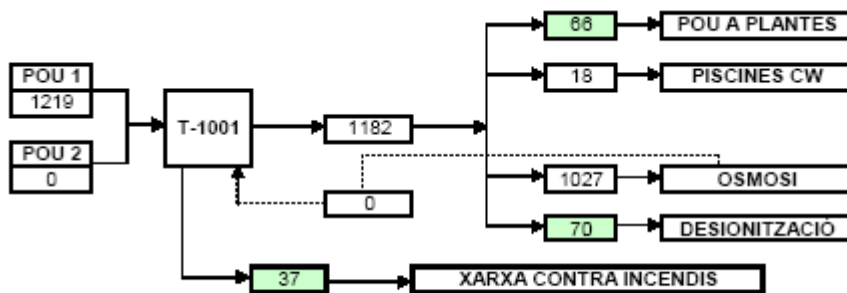 66
POU A PLANTES
POU 1
18
PISCINES CW
1219
T-1001
1182
POU 2
0
1027
OSMOSI
0
70
DESIONITZACIÓ
37
XARXA CONTRA INCENDIS